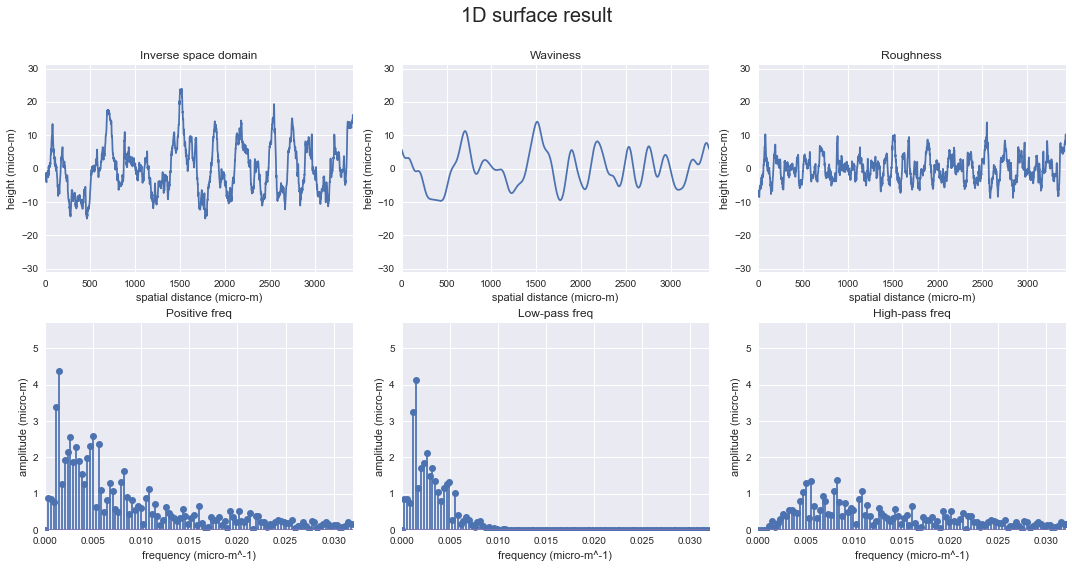 1D surface result
Inverse space domain
Waviness
Roughness
30
20
10
0
−10
−20
−30
height (micro-m)
0 500 1000 1500 2000 2500 3000
spatial distance (micro-m)
30
20
10
0
−10
−20
−30
height (micro-m)
0 500 1000 1500 2000 2500 3000
spatial distance (micro-m)
30
20
10
0
−10
−20
−30
height (micro-m)
0 500 1000 1500 2000 2500 3000
spatial distance (micro-m)
Positive freq
Low-pass freq
High-pass freq
5
4
3
2
1
0
amplitude (micro-m)
0.000 0.005 0.010 0.015 0.020 0.025 0.030
frequency (micro-m^-1)
5
4
3
2
1
0
amplitude (micro-m)
0.000 0.005 0.010 0.015 0.020 0.025 0.030
frequency (micro-m^-1)
5
4
3
2
1
0
amplitude (micro-m)
0.000 0.005 0.010 0.015 0.020 0.025 0.030
frequency (micro-m^-1)